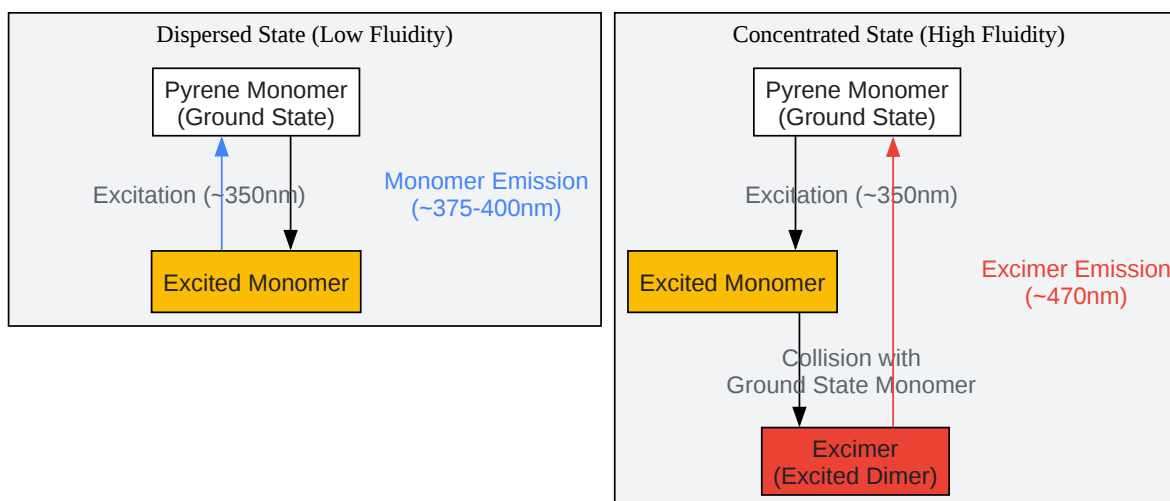 Dispersed State (Low Fluidity)
Pyrene Monomer
(Ground State)
Excitation (~350nm)
Monomer Emission
(~375-400nm)
Excited Monomer
Concentrated State (High Fluidity)
Pyrene Monomer
(Ground State)
Excitation (~350nm)
Excited Monomer
Excimer Emission
(~470nm)
Collision with
Ground State Monomer
Excimer
(Excited Dimer)